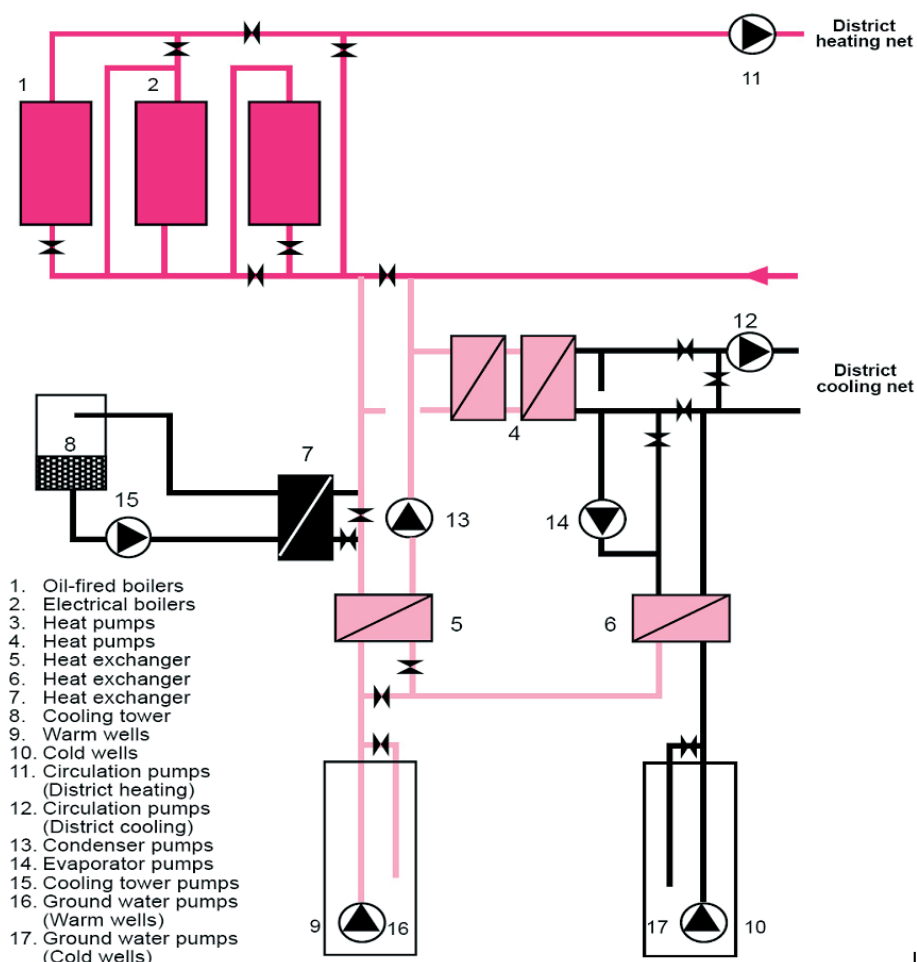 District
heating net
11
1
2
12
District
cooling net
4
8
7
15
13
14
5
6
1. Oil-fired boilers
2. Electrical boilers
3. Heat pumps
4. Heat pumps
5. Heat exchanger
6. Heat exchanger
7. Heat exchanger
8. Cooling tower
9. Warm wells
10. Cold wells
11. Circulation pumps
(District heating)
12. Circulation pumps
(District cooling)
13. Condenser pumps
14. Evaporator pumps
15. Cooling tower pumps
16. Ground water pumps
(Warm wells)
17. Ground water pumps
(Cold wells)
9
16
17
10